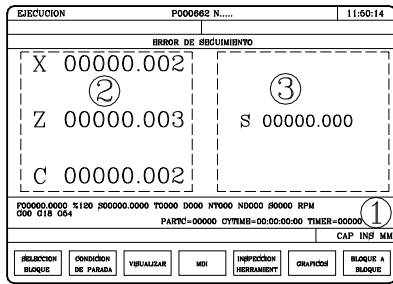 EJECUCION P000662 N..... 11:50:14
ERROR DE SEGUIMIENTO
X 00000.002
2
3
Z 00000.003
S 00000.000
C 00000.002
F00000.0000 %120 S00000.0000 T0000 D000 NT000 ND000 S0000 RPM
G00 G18 G54
PARTC=00000 CYTIME=00:00:00:00 TIMER=00000
1
CAP INS MM
SELECCION BLOQUE
CONDICION DE PARADA
VISUALIZAR
MDI
INSPECCION HERRAMIENT
GRAFICOS
BLOQUE A BLOQUE